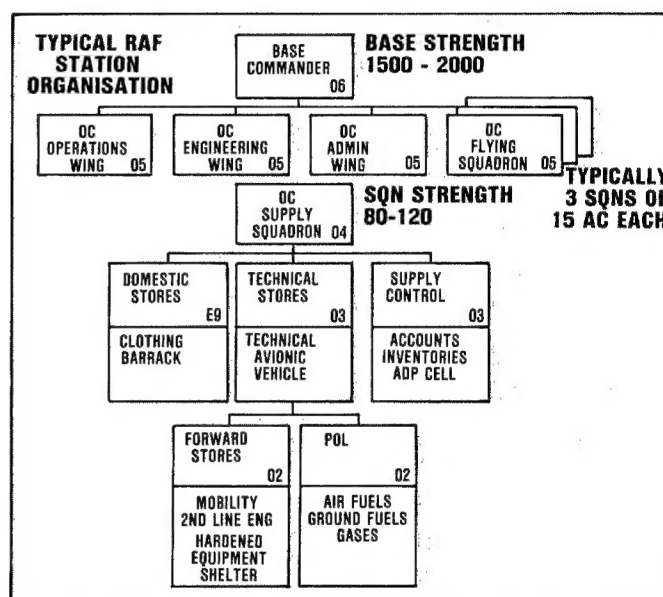 TYPICAL RAF
STATION
ORGANISATION
BASE
COMMANDER
06
BASE STRENGTH
1500 - 2000
OC
OPERATIONS
WING 05
OC
ENGINEERING
WING 05
OC
ADMIN
WING 05
OC
FLYING
SQUADRON 05
TYPICALLY
3 SQNS OF
15 AC EACH
OC
SUPPLY
SQUADRON 04
SQN STRENGTH
80-120
DOMESTIC
STORES
E9
CLOTHING
BARRACK
TECHNICAL
STORES
03
TECHNICAL
AVIONIC
VEHICLE
SUPPLY
CONTROL
03
ACCOUNTS
INVENTORIES
ADP CELL
FORWARD
STORES
02
MOBILITY
2ND LINE ENG
HARDENED
EQUIPMENT
SHELTER
POL
02
AIR FUELS
GROUND FUELS
GASES